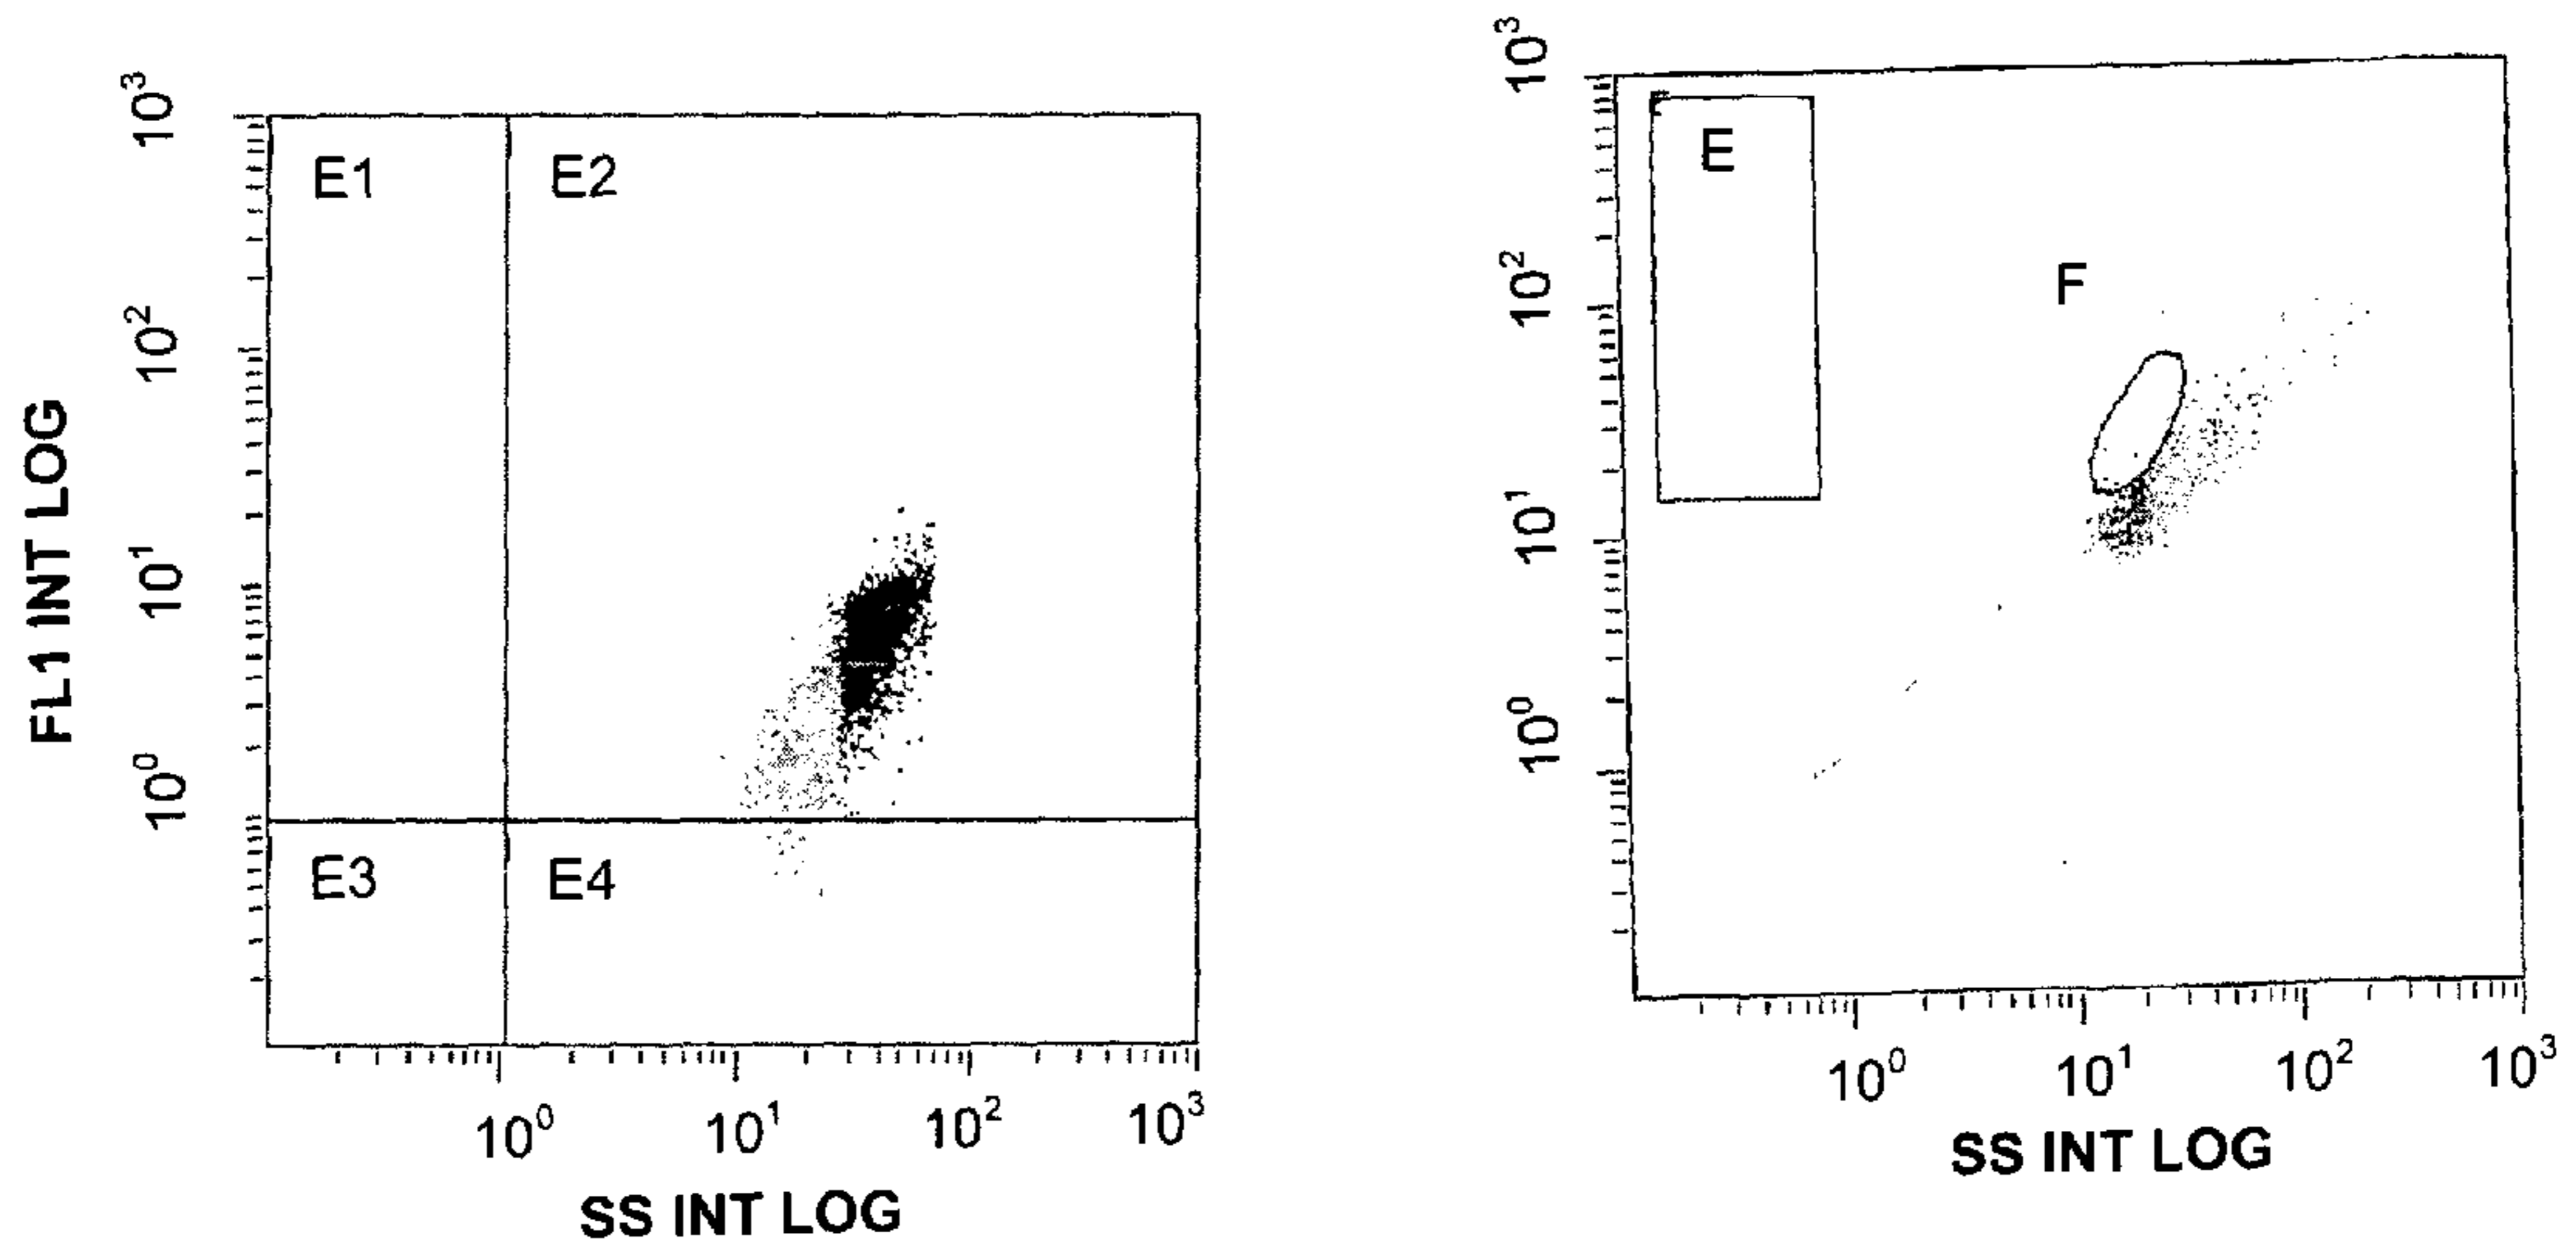 FL1 INT LOG
10³
10²
10¹
10⁰
E1
E2
E3
E4
10⁰ 10¹ 10² 10³
SS INT LOG
10³
10²
10¹
10⁰
E
F
10⁰ 10¹ 10² 10³
SS INT LOG